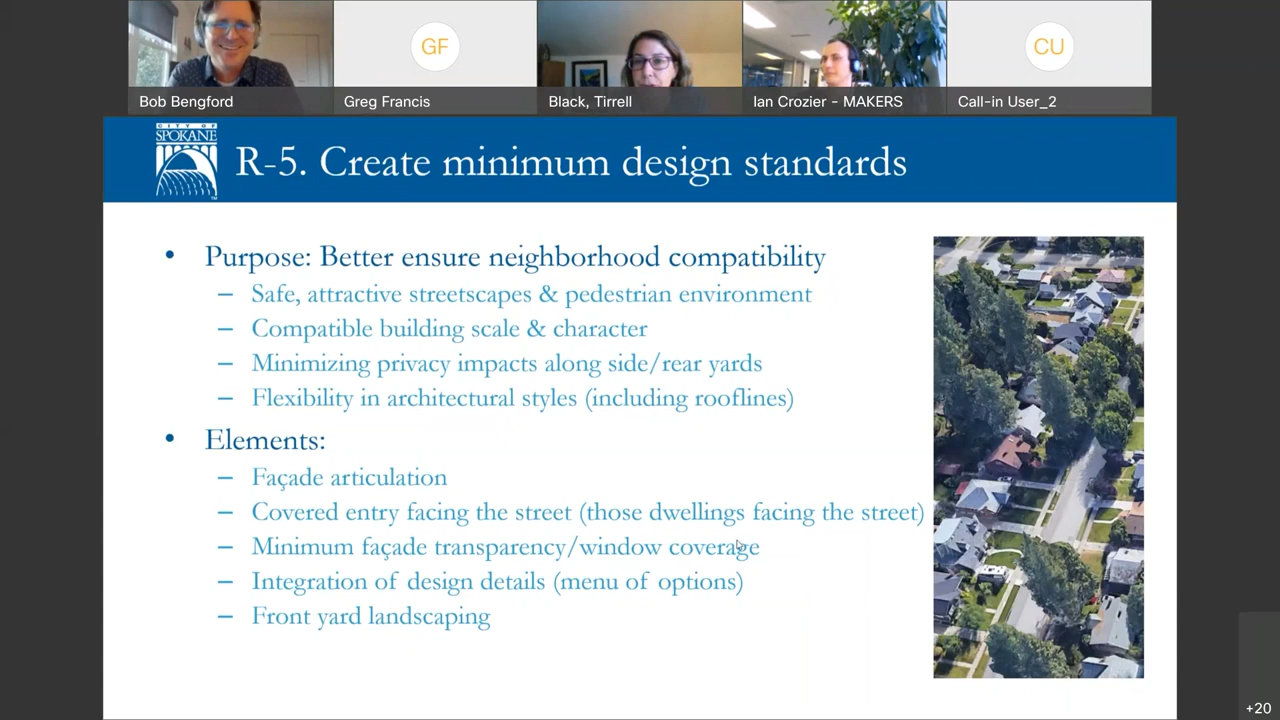 GF
CU
Bob Bengford
Greg Francis
Black, Tirrell
Ian Crozier - MAKERS
Call-in User_2
CITY OF
SPOKANE
R-5. Create minimum design standards
• Purpose: Better ensure neighborhood compatibility
– Safe, attractive streetscapes & pedestrian environment
– Compatible building scale & character
– Minimizing privacy impacts along side/rear yards
– Flexibility in architectural styles (including rooflines)
• Elements:
– Façade articulation
– Covered entry facing the street (those dwellings facing the street)
– Minimum façade transparency/window coverage
– Integration of design details (menu of options)
– Front yard landscaping
+20